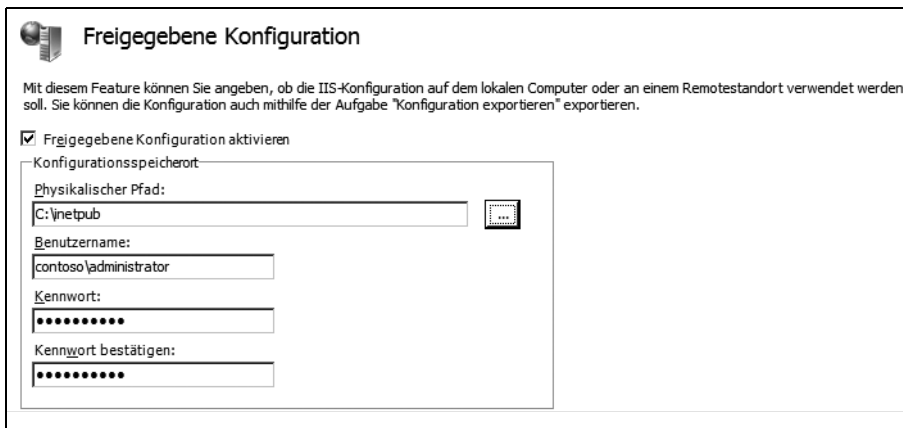 Freigegebene Konfiguration
Mit diesem Feature können Sie angeben, ob die IIS-Konfiguration auf dem lokalen Computer oder an einem Remotestandort verwendet werden
soll. Sie können die Konfiguration auch mithilfe der Aufgabe "Konfiguration exportieren" exportieren.
Freigegebene Konfiguration aktivieren
Konfigurationsspeicherort
Physikalischer Pfad:
C:\inetpub
...
Benutzername:
contoso\administrator
Kennwort:
●●●●●●●●●●
Kennwort bestätigen:
●●●●●●●●●●